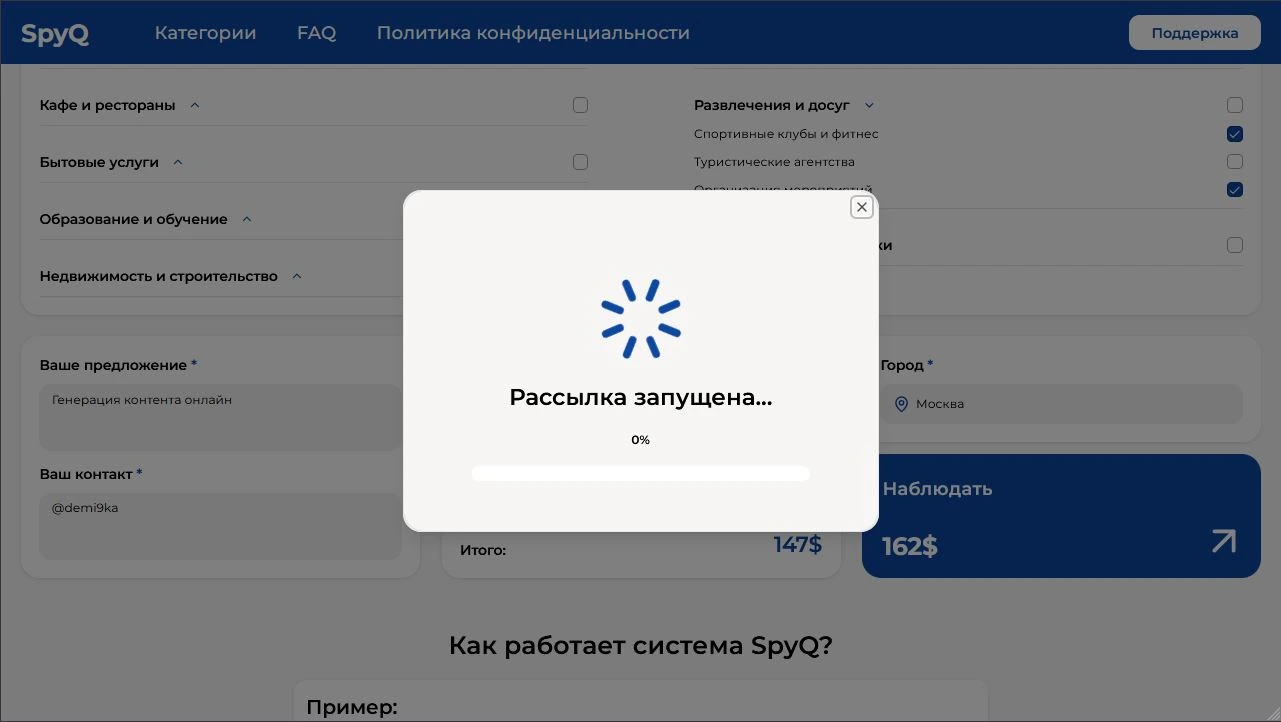 SpyQ
Категории
FAQ
Политика конфиденциальности
Поддержка
Кафе и рестораны
Бытовые услуги
Образование и обучение
Недвижимость и строительство
Развлечения и досуг
Спортивные клубы и фитнес
Туристические агентства
Организация мероприятий
Рассылка запущена...
0%
Ваше предложение *
Генерация контента онлайн
Ваш контакт *
@demi9ka
Итого:
147$
Город *
Москва
Наблюдать
162$
Как работает система SpyQ?
Пример: